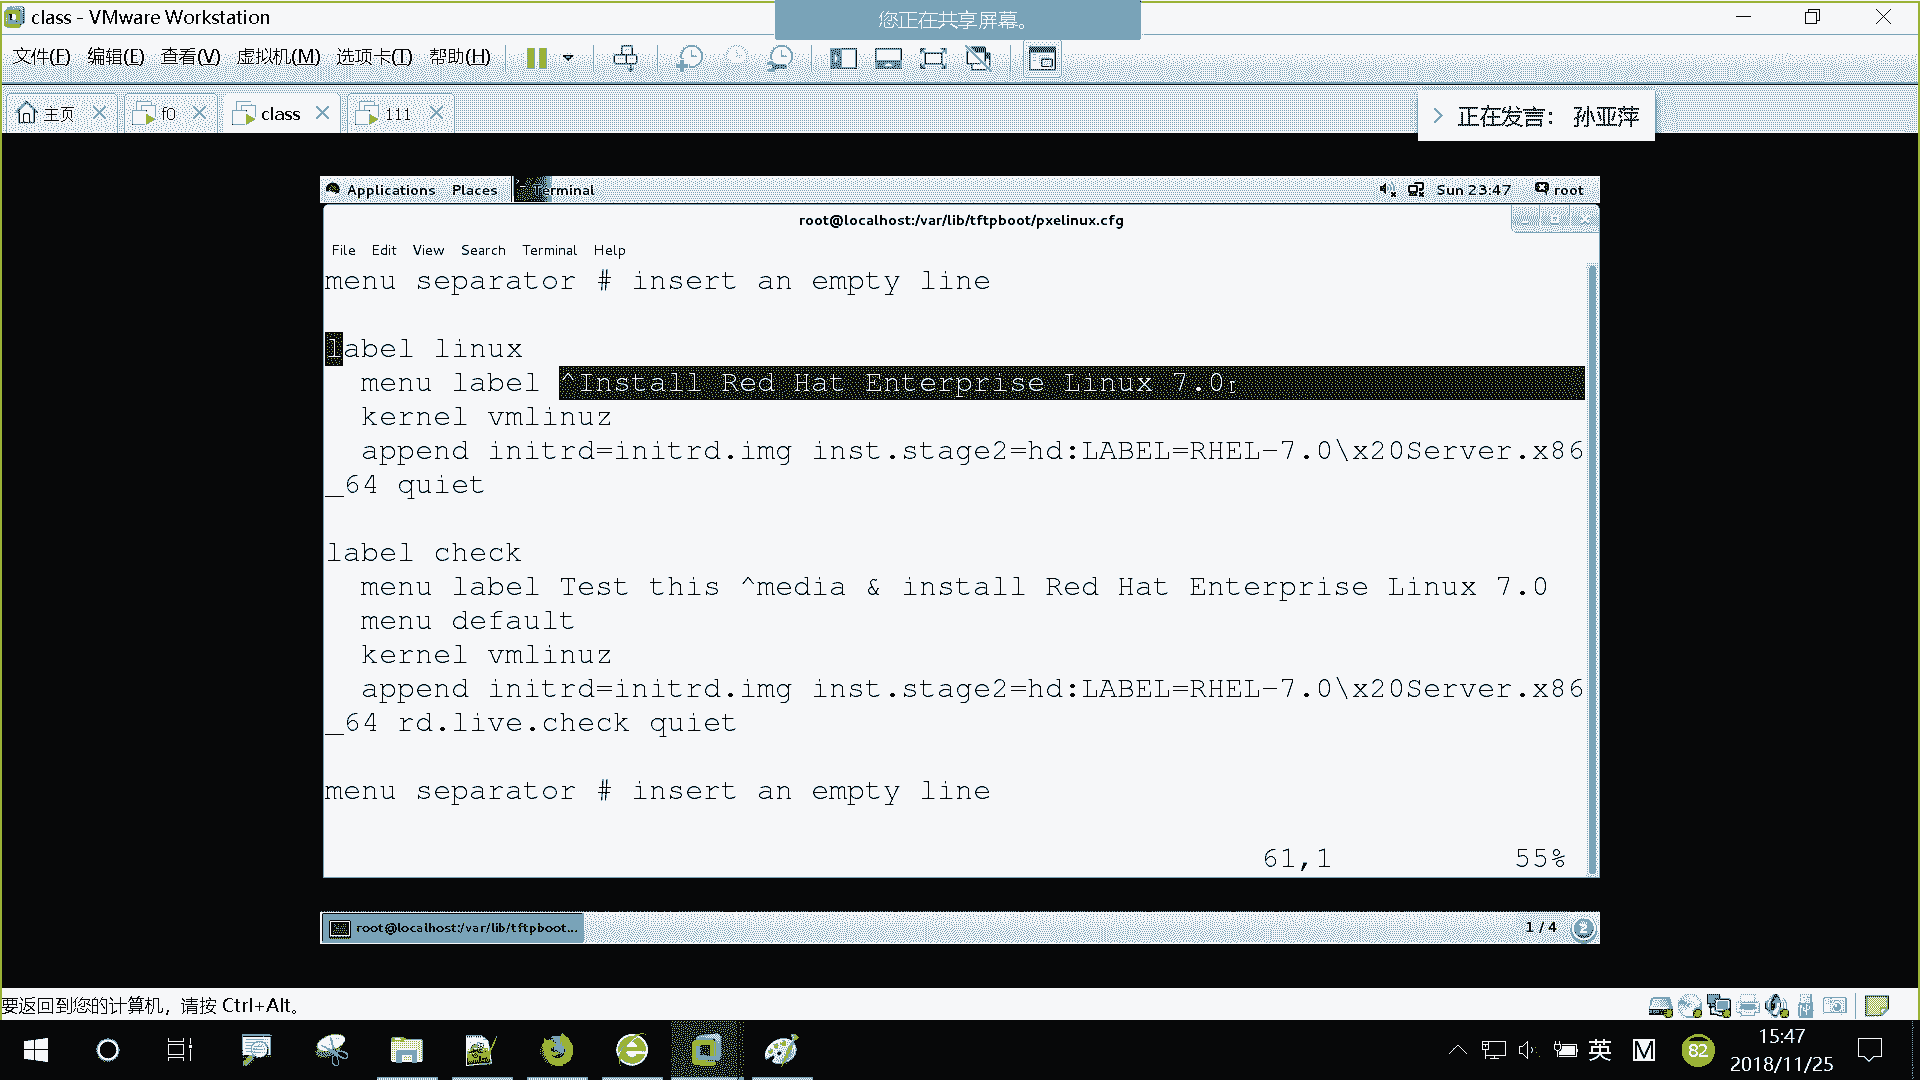 class - VMware Workstation
您正在共享屏幕。
文件(F) 编辑(E) 查看(V) 虚拟机(M) 选项卡(T) 帮助(H)
主页 f0 class 111
正在发言： 孙亚萍
Applications Places Terminal Sun 23:47 root
root@localhost:/var/lib/tftpboot/pxelinux.cfg
File Edit View Search Terminal Help
menu separator # insert an empty line
label linux
menu label ^Install Red Hat Enterprise Linux 7.0
kernel vmlinuz
append initrd=initrd.img inst.stage2=hd:LABEL=RHEL-7.0\x20Server.x86
_64 quiet
label check
menu label Test this ^media & install Red Hat Enterprise Linux 7.0
menu default
kernel vmlinuz
append initrd=initrd.img inst.stage2=hd:LABEL=RHEL-7.0\x20Server.x86
_64 rd.live.check quiet
menu separator # insert an empty line
61,1 55%
root@localhost:/var/lib/tftpboot... 1 / 4 2
要返回到您的计算机，请按 Ctrl+Alt。
英 M 82 15:47
2018/11/25